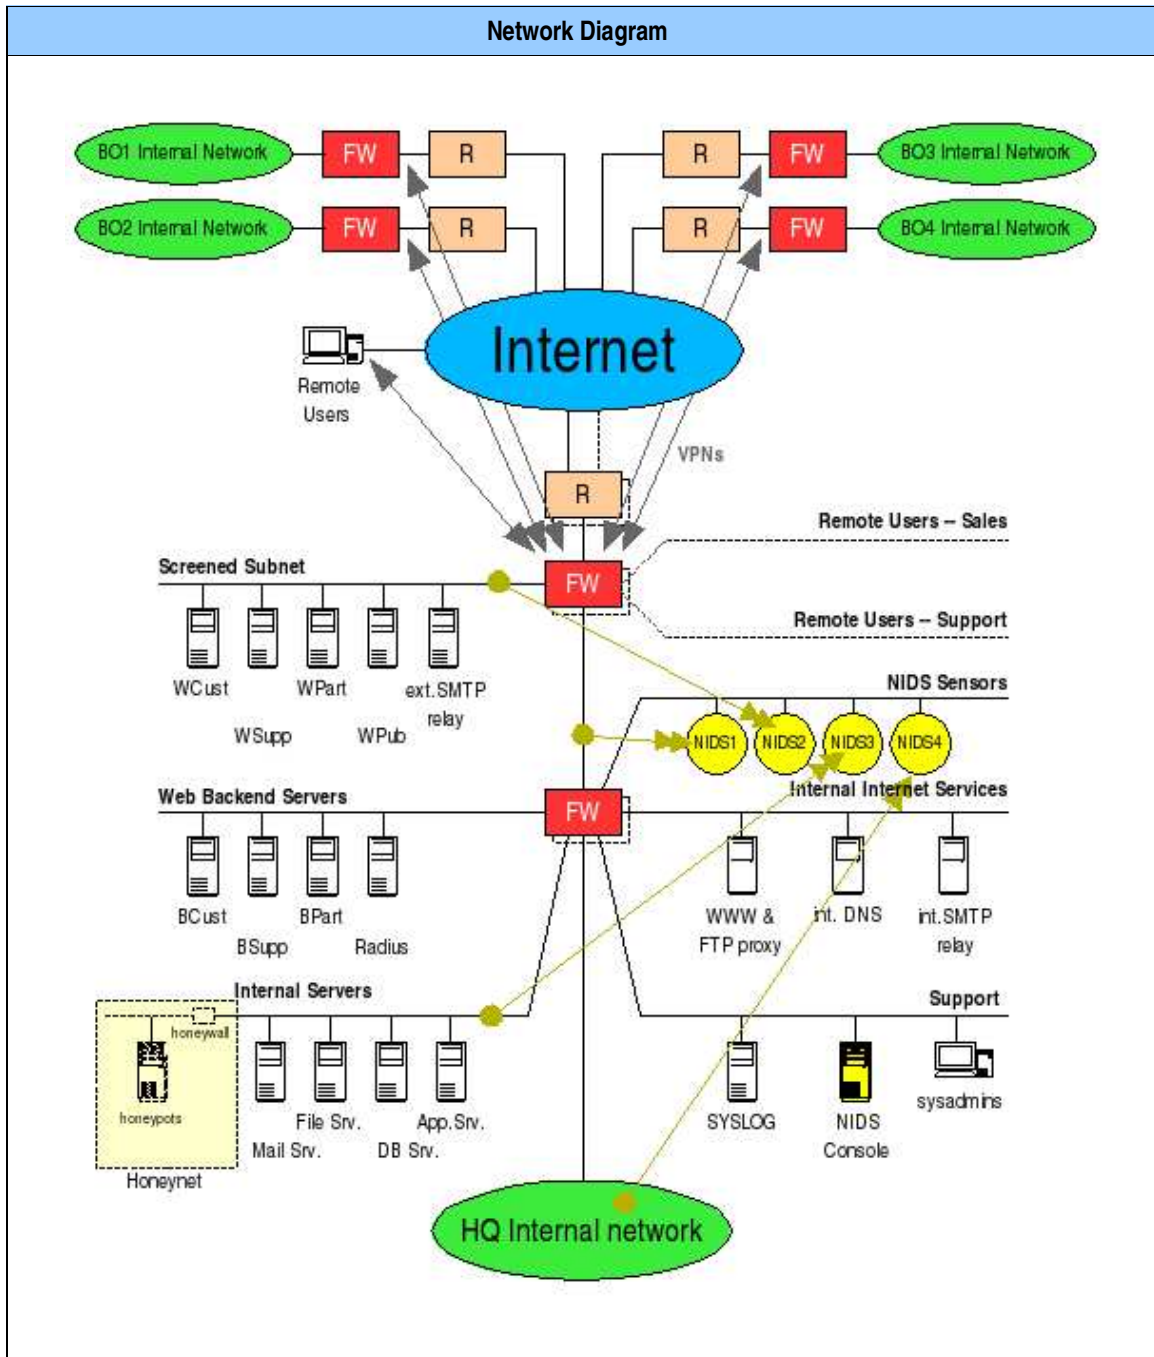 Network Diagram
BO1 Internal Network
FW
R
R
FW
BO3 Internal Network
BO2 Internal Network
FW
R
R
FW
BO4 Internal Network
Internet
Remote
Users
VPNs
R
Remote Users -- Sales
Screened Subnet
FW
Remote Users -- Support
WCust
WPart
ext.SMTP
relay
WSupp
WPub
NIDS Sensors
NIDS1
NIDS2
NIDS3
NIDS4
Web Backend Servers
FW
Internal Internet Services
BCust
BPart
BSupp
Radius
WWW &
FTP proxy
int. DNS
int.SMTP
relay
Internal Servers
Support
honeywall
honeypots
Honeynet
File Srv.
App.Srv.
Mail Srv.
DB Srv.
SYSLOG
NIDS
Console
sysadmins
HQ Internal network